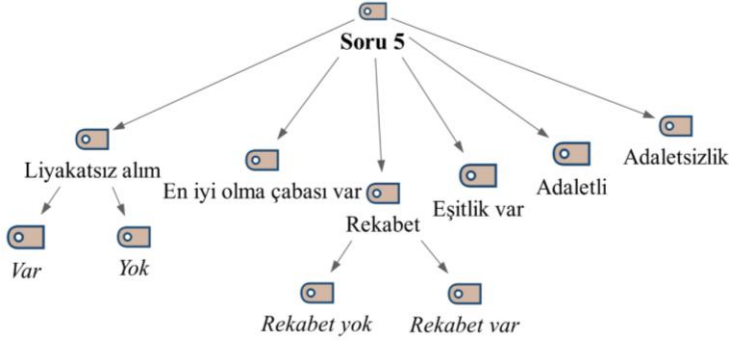 Soru 5
Liyakatsız alım
En iyi olma çabası var
Rekabet
Eşitlik var
Adaletli
Adaletsizlik
Var
Yok
Rekabet yok
Rekabet var